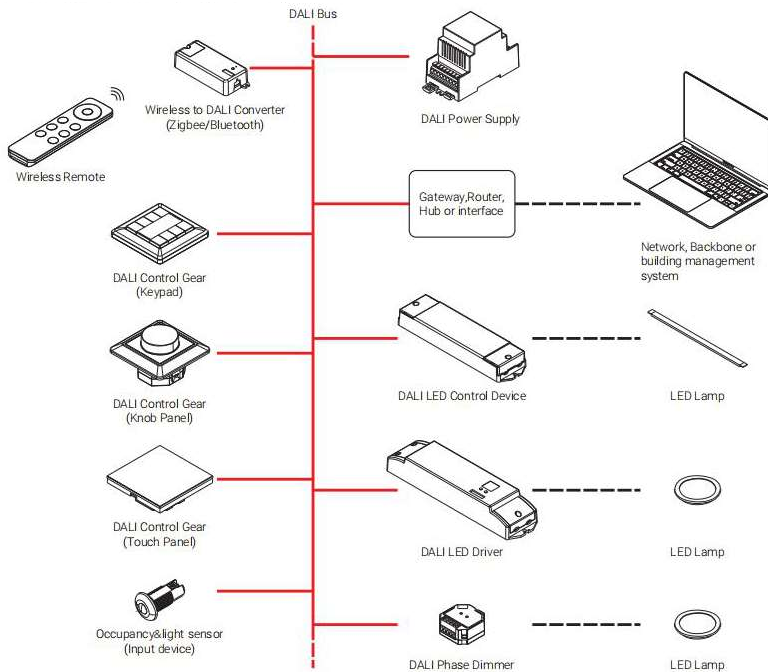 DALI Bus
Wireless to DALI Converter
(Zigbee/Bluetooth)
DALI Power Supply
Wireless Remote
Gateway,Router,
Hub or interface
Network, Backbone or
building management
system
DALI Control Gear
(Keypad)
DALI LED Control Device
LED Lamp
DALI Control Gear
(Knob Panel)
DALI Control Gear
(Touch Panel)
DALI LED Driver
LED Lamp
Occupancy&light sensor
(Input device)
DALI Phase Dimmer
LED Lamp